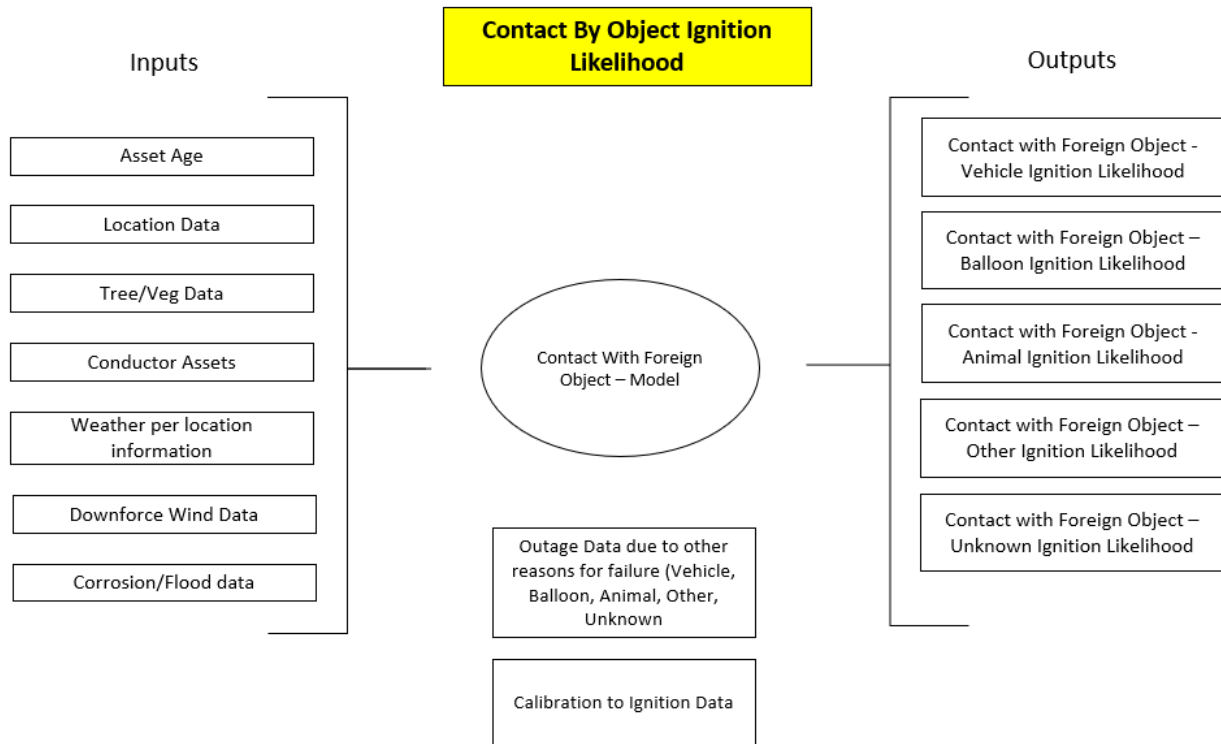 Contact By Object Ignition
Likelihood
Inputs
Outputs
Asset Age
Location Data
Tree/Veg Data
Conductor Assets
Weather per location
information
Downforce Wind Data
Corrosion/Flood data
Contact With Foreign
Object – Model
Outage Data due to other
reasons for failure (Vehicle,
Balloon, Animal, Other,
Unknown
Calibration to Ignition Data
Contact with Foreign Object -
Vehicle Ignition Likelihood
Contact with Foreign Object –
Balloon Ignition Likelihood
Contact with Foreign Object -
Animal Ignition Likelihood
Contact with Foreign Object –
Other Ignition Likelihood
Contact with Foreign Object –
Unknown Ignition Likelihood